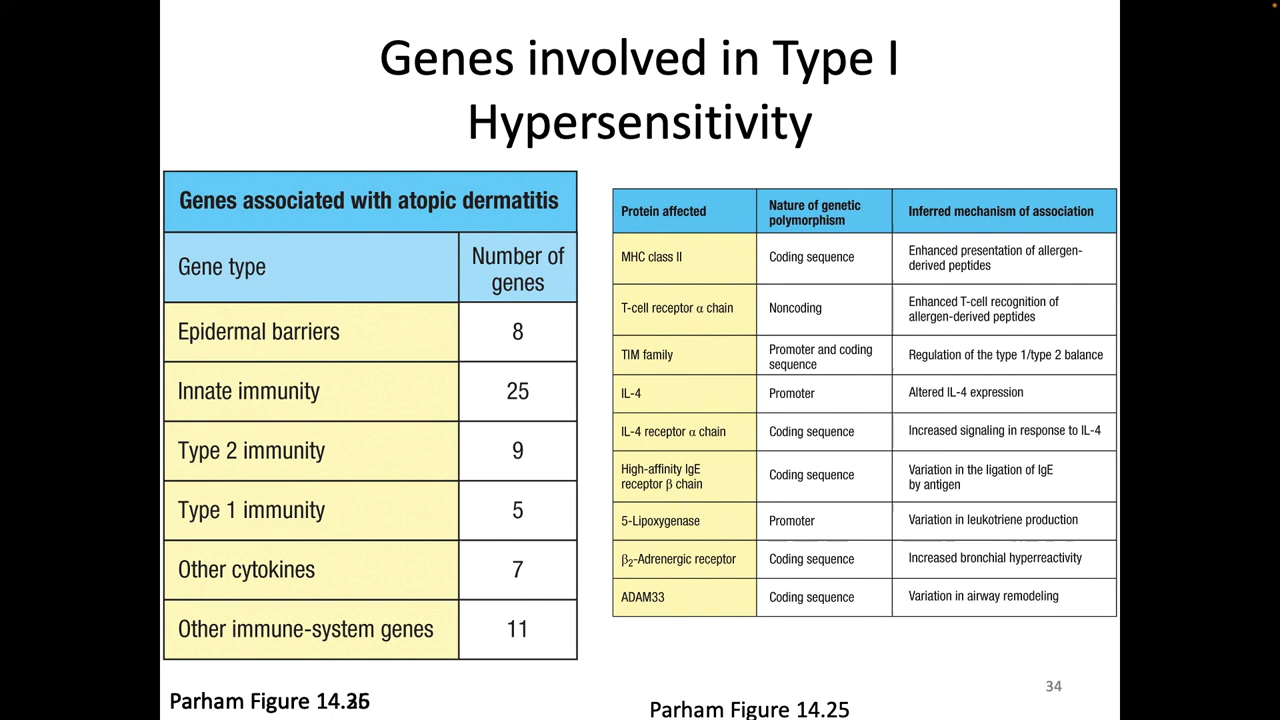 Genes involved in Type I
Hypersensitivity
Genes associated with atopic dermatitis
Gene type
Number of
genes
Epidermal barriers 8
Innate immunity 25
Type 2 immunity 9
Type 1 immunity 5
Other cytokines 7
Other immune-system genes 11
Parham Figure
Protein affected
Nature of genetic
polymorphism
Inferred mechanism of association
MHC class II
Coding sequence
Enhanced presentation of allergen-
derived peptides
T-cell receptor α chain
Noncoding
Enhanced T-cell recognition of
allergen-derived peptides
TIM family
Promoter and coding
sequence
Regulation of the type 1/type 2 balance
IL-4
Promoter
Altered IL-4 expression
IL-4 receptor α chain
Coding sequence
Increased signaling in response to IL-4
High-affinity IgE
receptor β chain
Coding sequence
Variation in the ligation of IgE
by antigen
5-Lipoxygenase
Promoter
Variation in leukotriene production
β₂-Adrenergic receptor
Coding sequence
Increased bronchial hyperreactivity
ADAM33
Coding sequence
Variation in airway remodeling
34
Parham Figure 14.25